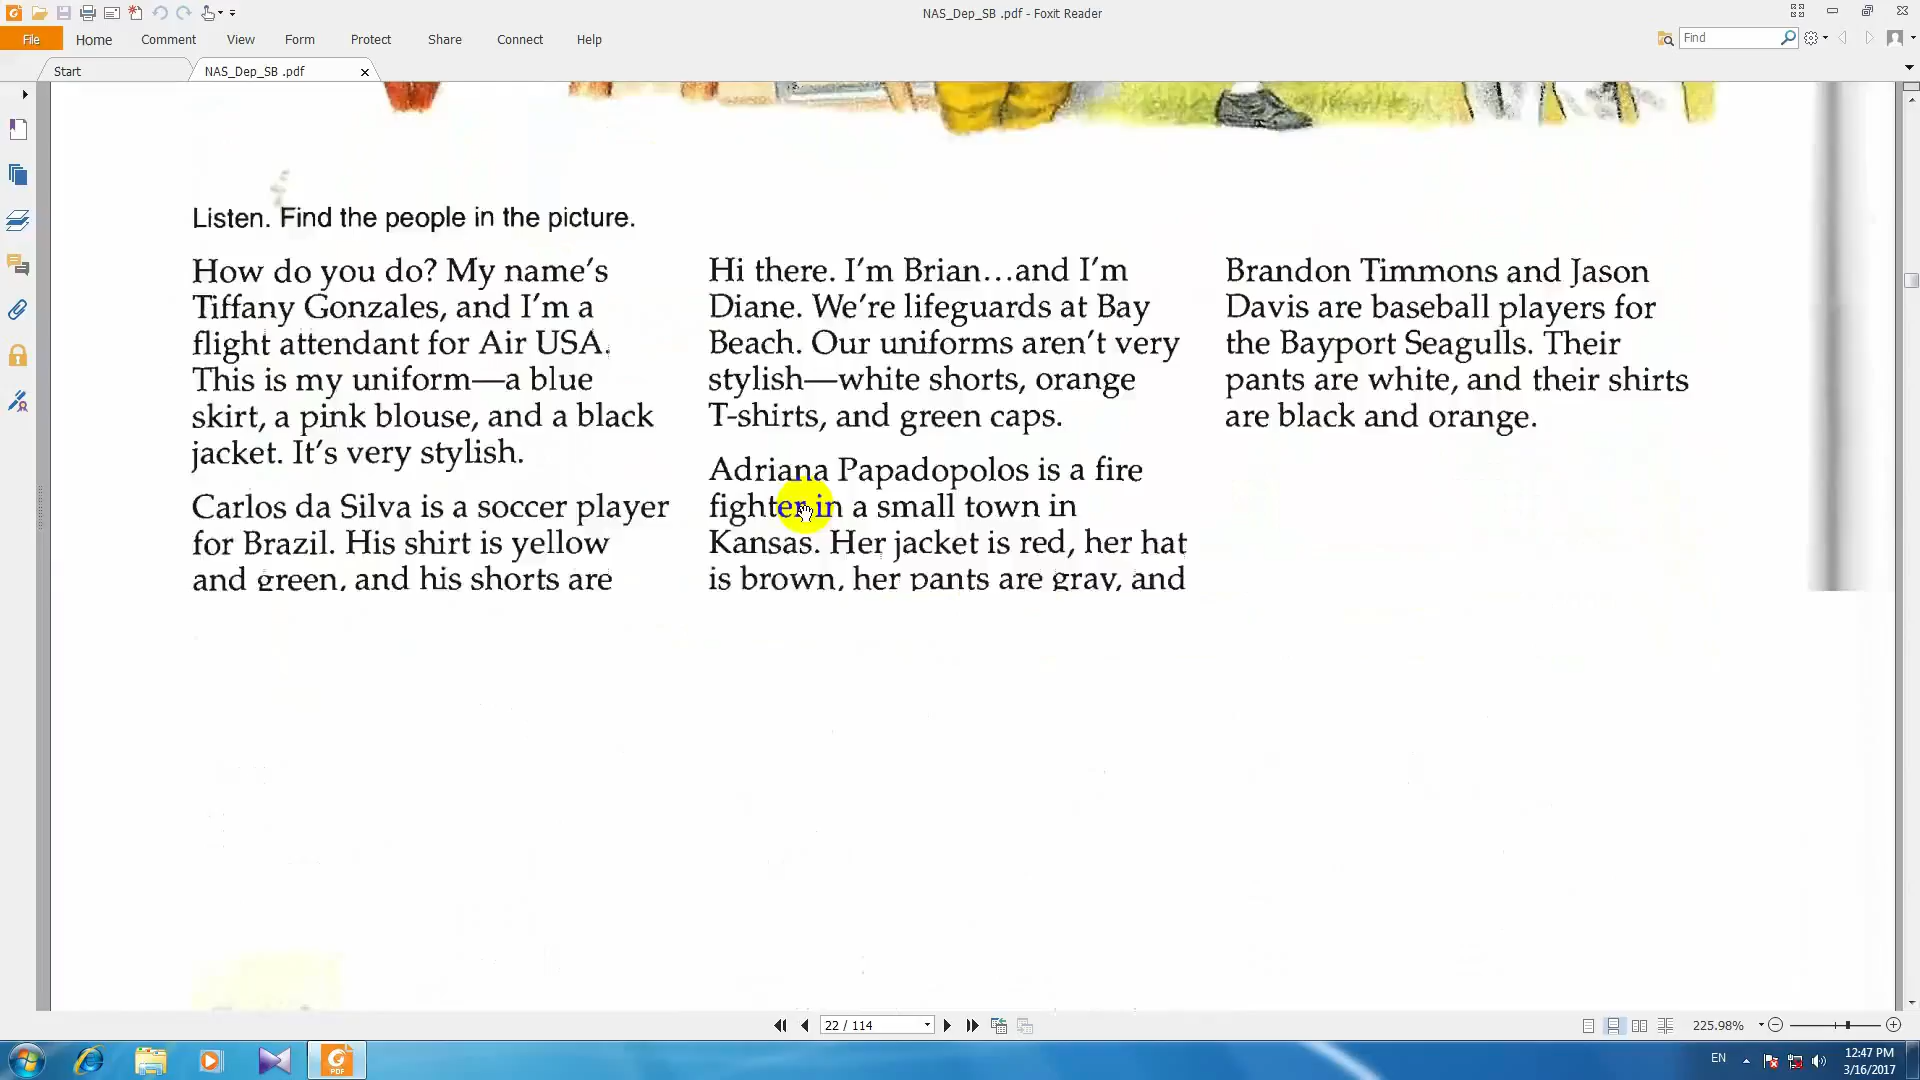 NAS_Dep_SB .pdf - Foxit Reader
File Home Comment View Form Protect Share Connect Help
Find
Start NAS_Dep_SB .pdf
Listen. Find the people in the picture.
How do you do? My name's
Tiffany Gonzales, and I'm a
flight attendant for Air USA.
This is my uniform—a blue
skirt, a pink blouse, and a black
jacket. It's very stylish.
Carlos da Silva is a soccer player
for Brazil. His shirt is yellow
and green, and his shorts are
Hi there. I'm Brian...and I'm
Diane. We're lifeguards at Bay
Beach. Our uniforms aren't very
stylish—white shorts, orange
T-shirts, and green caps.
Adriana Papadopolos is a fire
fighter in a small town in
Kansas. Her jacket is red, her hat
is brown, her pants are gray, and
Brandon Timmons and Jason
Davis are baseball players for
the Bayport Seagulls. Their
pants are white, and their shirts
are black and orange.
22 / 114
225.98%
PDF
EN
12:47 PM
3/16/2017